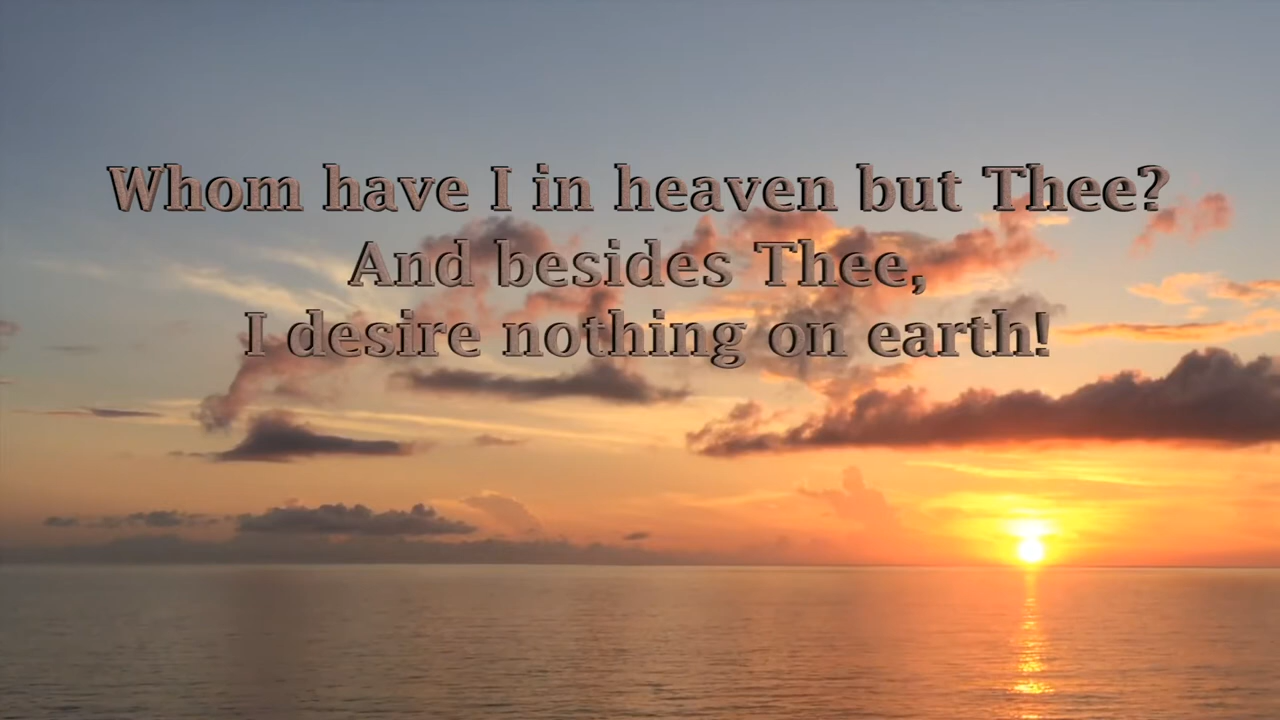 Whom have I in heaven but Thee?
And besides Thee,
I desire nothing on earth!